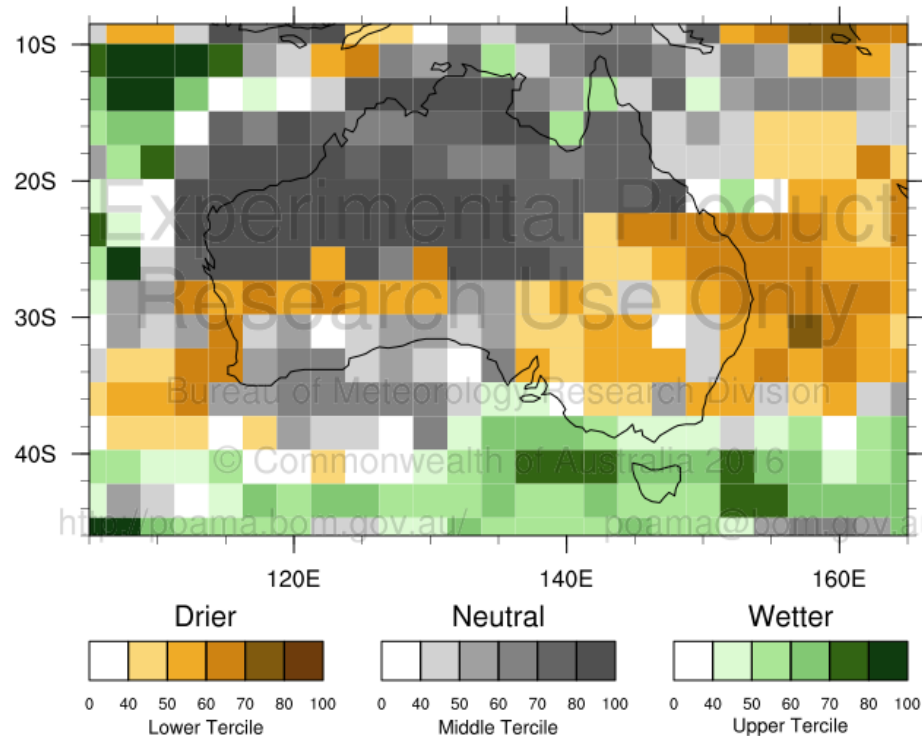 10S
20S
30S
40S
Experimental Product
Research Use Only
Bureau of Meteorology Research Division
© Commonwealth of Australia 2016
http://poama.bom.gov.au/ poama@bom.gov.a
120E 140E 160E
Drier Neutral Wetter
0 40 50 60 70 80 100 0 40 50 60 70 80 100 0 40 50 60 70 80 100
Lower Tercile Middle Tercile Upper Tercile